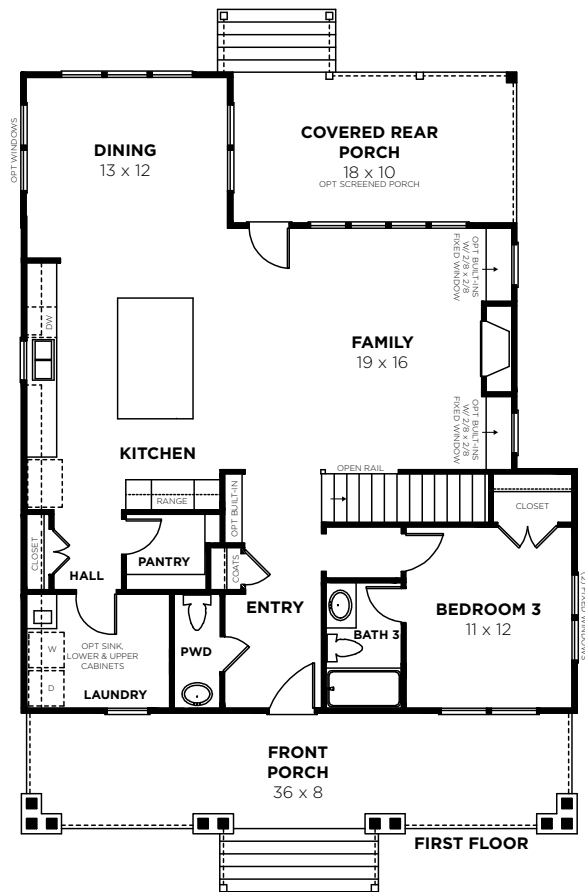 DINING
13 x 12
OPT WINDOWS
COVERED REAR
PORCH
18 x 10
OPT SCREENED PORCH
OPT BUILT-INS
W/ 2/8 x 2/8
FIXED WINDOW
FAMILY
19 x 16
DW
OPT BUILT-INS
W/ 2/8 x 2/8
FIXED WINDOW
KITCHEN
RANGE
OPT BUILT-IN
OPEN RAIL
CLOSET
CLOSET
HALL
PANTRY
COATS
ENTRY
BEDROOM 3
11 x 12
(2) FIXED WINDOWS
BATH 3
PWD
W
D
OPT SINK,
LOWER & UPPER
CABINETS
LAUNDRY
FRONT
PORCH
36 x 8
FIRST FLOOR